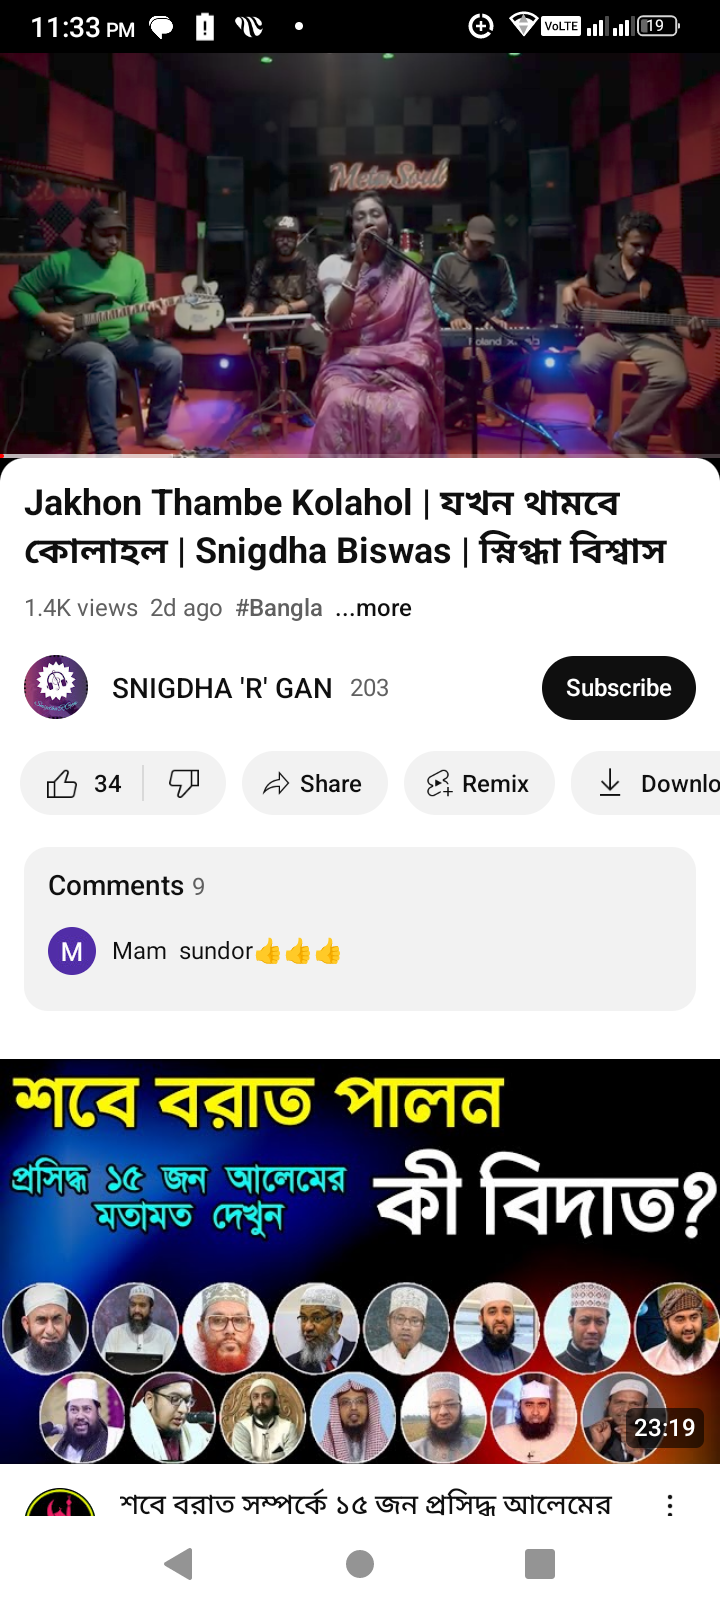 11:33 PM
VoLTE
19
Meta Soul
Roland
Jakhon Thambe Kolahol | যখন থামবে
কোলাহল | Snigdha Biswas | স্নিগ্ধা বিশ্বাস
1.4K views 2d ago #Bangla ...more
SNIGDHA 'R' GAN 203
Subscribe
34
Share
Remix
Downlo
Comments 9
M
Mam sundor👍👍👍
শবে বরাত পালন
প্রসিদ্ধ ১৫ জন আলেমের
মতামত দেখুন
কী বিদাত?
23:19
শবে বরাত সম্পর্কে ১৫ জন প্রসিদ্ধ আলেমের